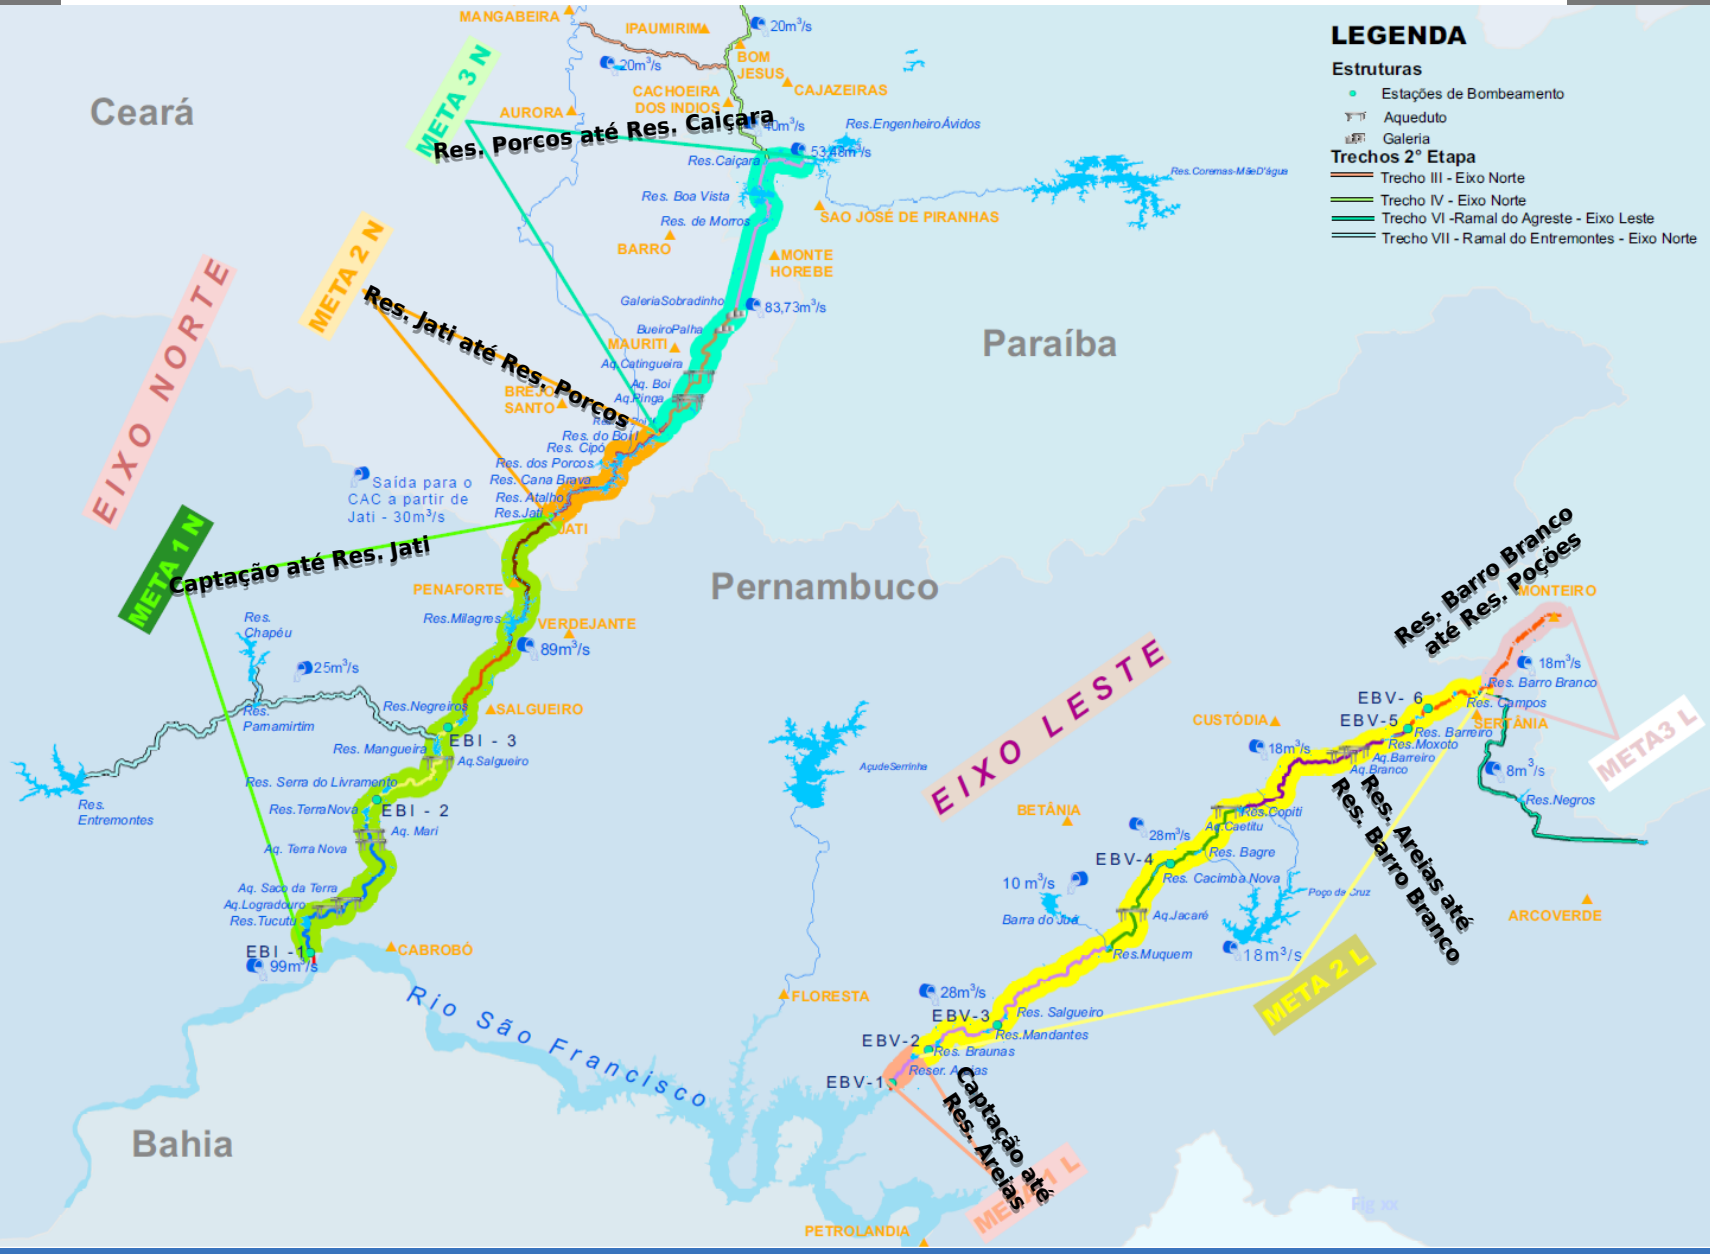 MANGABEIRA
IPAUMIRIM
20m³/s
BOM
JESUS
20m³/s
CAJAZEIRAS
CACHOEIRA
DOS INDIOS
AURORA
META 3 N
Res. Porcos até Res. Caiçara
40m³/s
Res.EngenheiroÁvidos
53,48m³/s
Res.Caiçara
Res.Coremas-MãeD'água
Res. Boa Vista
SAO JOSÉ DE PIRANHAS
Res. de Morros
BARRO
MONTE
HOREBE
Ceará
LEGENDA
Estruturas
Estações de Bombeamento
Aqueduto
Galeria
Trechos 2° Etapa
Trecho III - Eixo Norte
Trecho IV - Eixo Norte
Trecho VI -Ramal do Agreste - Eixo Leste
Trecho VII - Ramal do Entremontes - Eixo Norte
EIXO NORTE
META 2 N
Res. Jati até Res. Porcos
GaleriaSobradinho
83,73m³/s
BueiroPalha
MAURITI
Aq.Catingueira
Aq. Boi
Aq.Pinga
BREJO
SANTO
Res. do Boi I
Res. Cipó
Res. dos Porcos
Res. Cana Brava
Res. Atalho
Res.Jati
JATI
Paraíba
Saída para o
CAC a partir de
Jati - 30m³/s
META 1 N
Captação até Res. Jati
PENAFORTE
Res.Milagres
VERDEJANTE
89m³/s
Pernambuco
Res.
Chapéu
25m³/s
Res.
Parnamirtim
Res.Negreiros
SALGUEIRO
EBI - 3
Res. Mangueira
Aq.Salgueiro
Res. Serra do Livramento
Res.TerraNova
EBI - 2
Aq. Mari
Aq. Terra Nova
Res.
Entremontes
Aq. Saco da Terra
Aq.Logradouro
Res.Tucutu
EBI -1
99m³/s
CABROBÓ
Rio São Francisco
Bahia
EIXO LESTE
AçudeSerrinha
Res. Barro Branco
até Res. Poções
MONTEIRO
18m³/s
Res. Barro Branco
EBV- 6
Res. Campos
SERTÂNIA
EBV-5
Res. Barreiro
Res.Moxoto
Aq.Barreiro
Aq.Branco
META3 L
CUSTÓDIA
18m³/s
8m³/s
Res.Negros
Res. Areias até
Res. Barro Branco
BETÂNIA
Res.Copiti
Aq.Caetitu
28m³/s
EBV-4
Res. Bagre
Res. Cacimba Nova
10 m³/s
Poço da Cruz
Barra do Juá
Aq.Jacaré
ARCOVERDE
Res.Muquem
18m³/s
META 2 L
FLORESTA
28m³/s
EBV-3
Res. Salgueiro
Res.Mandantes
EBV-2
Res. Braunas
Reser. Areias
EBV-1
Captação até
Res. Areias
META 1 L
PETROLANDIA
Fig xx